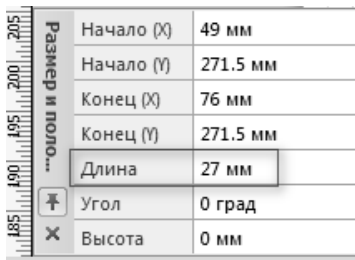 Размер и поло...
Начало (X) 49 мм
Начало (Y) 271.5 мм
Конец (X) 76 мм
Конец (Y) 271.5 мм
Длина 27 мм
Угол 0 град
Высота 0 мм
205
200
195
190
185